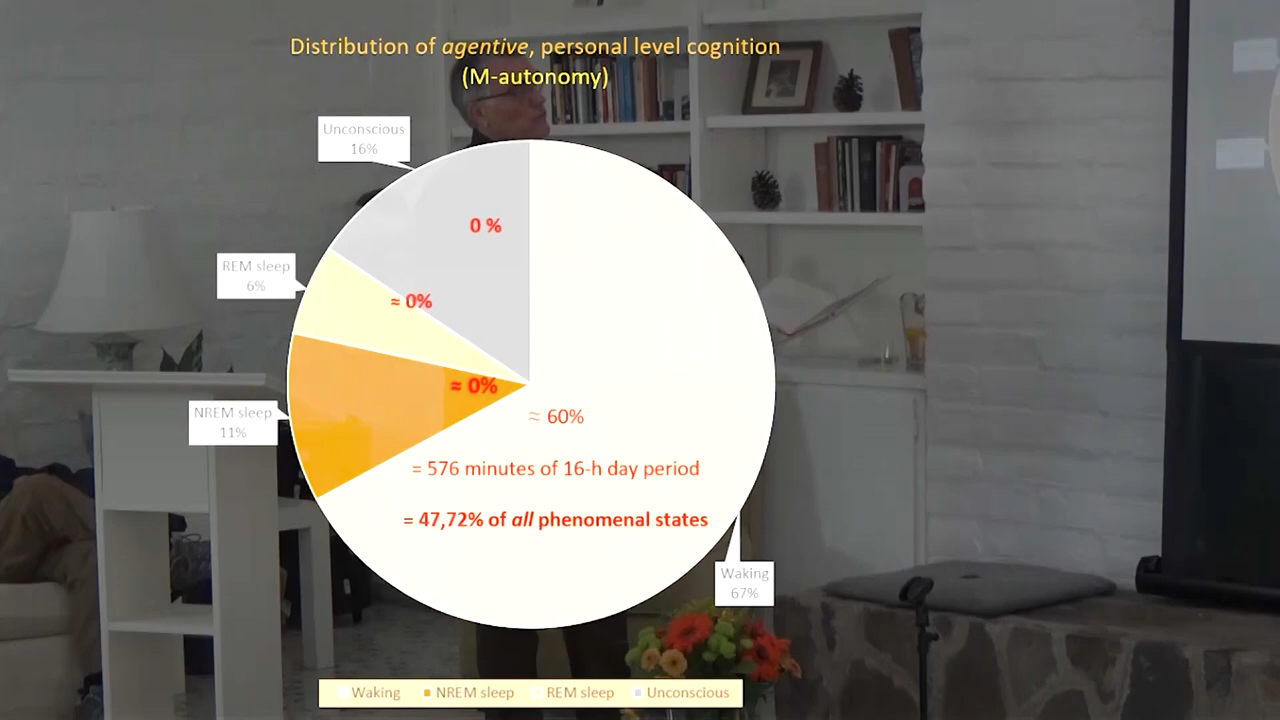 Distribution of agentive, personal level cognition
(M-autonomy)
Unconscious
16%
0 %
REM sleep
6%
≈ 0%
NREM sleep
11%
≈ 0%
≈ 60%
= 576 minutes of 16-h day period
= 47,72% of all phenomenal states
Waking
67%
Waking NREM sleep REM sleep Unconscious